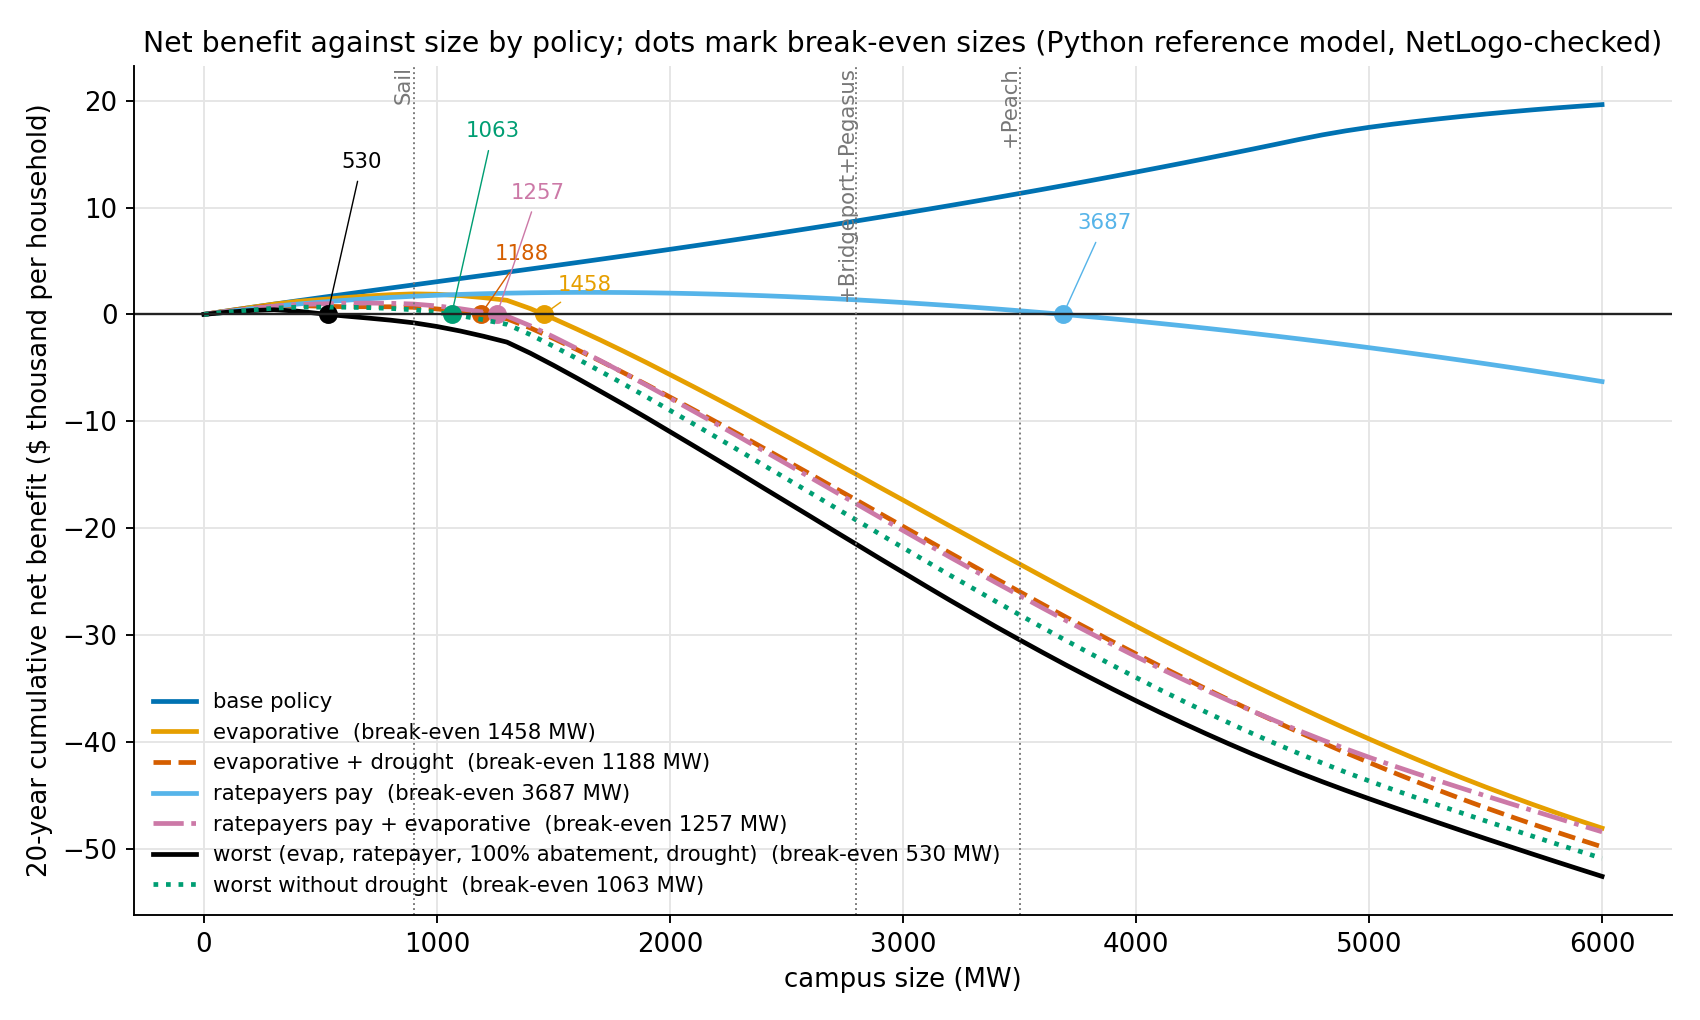 Net benefit against size by policy; dots mark break-even sizes (Python reference model, NetLogo-checked)
20-year cumulative net benefit ($ thousand per household)
20
10
0
−10
−20
−30
−40
−50
Sail
+Bridgeport+Pegasus
+Peach
530
1063
1257
1188
1458
3687
base policy
evaporative (break-even 1458 MW)
evaporative + drought (break-even 1188 MW)
ratepayers pay (break-even 3687 MW)
ratepayers pay + evaporative (break-even 1257 MW)
worst (evap, ratepayer, 100% abatement, drought) (break-even 530 MW)
worst without drought (break-even 1063 MW)
0 1000 2000 3000 4000 5000 6000
campus size (MW)